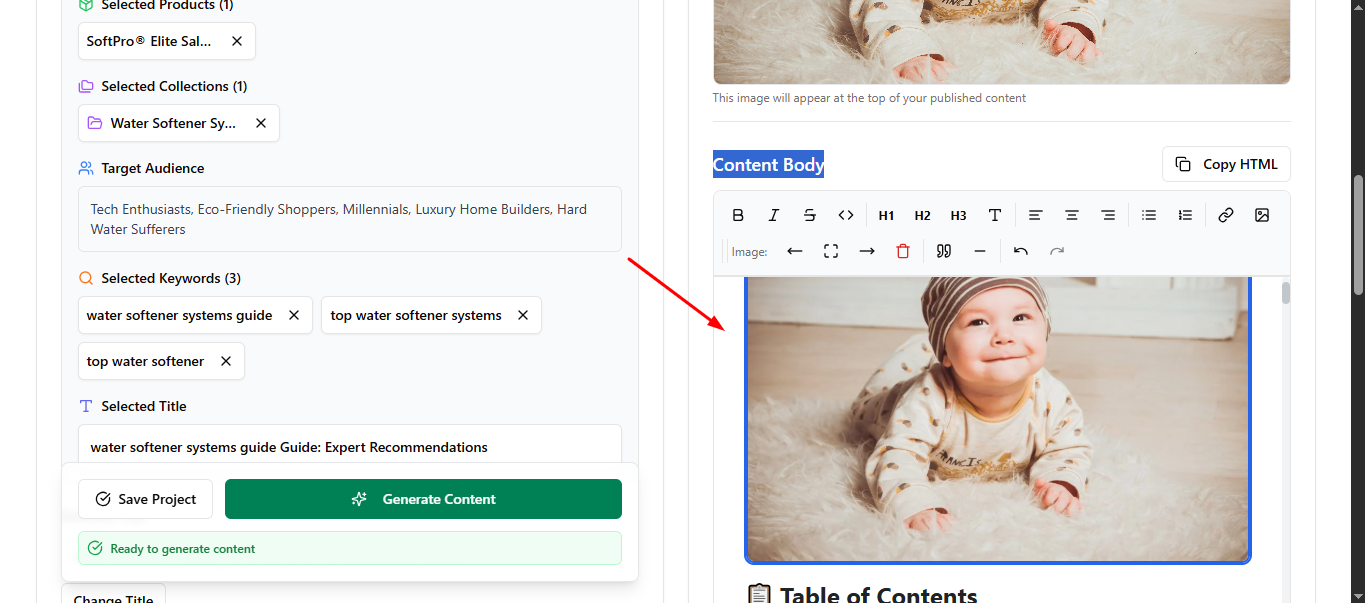 Selected Products (1)
SoftPro® Elite Sal...
Selected Collections (1)
Water Softener Sy...
Target Audience
Tech Enthusiasts, Eco-Friendly Shoppers, Millennials, Luxury Home Builders, Hard
Water Sufferers
Selected Keywords (3)
water softener systems guide
top water softener systems
top water softener
Selected Title
water softener systems guide Guide: Expert Recommendations
Save Project
Generate Content
Ready to generate content
Change Title
This image will appear at the top of your published content
Content Body
Copy HTML
B I S <> H1 H2 H3 T
Image:
Table of Contents